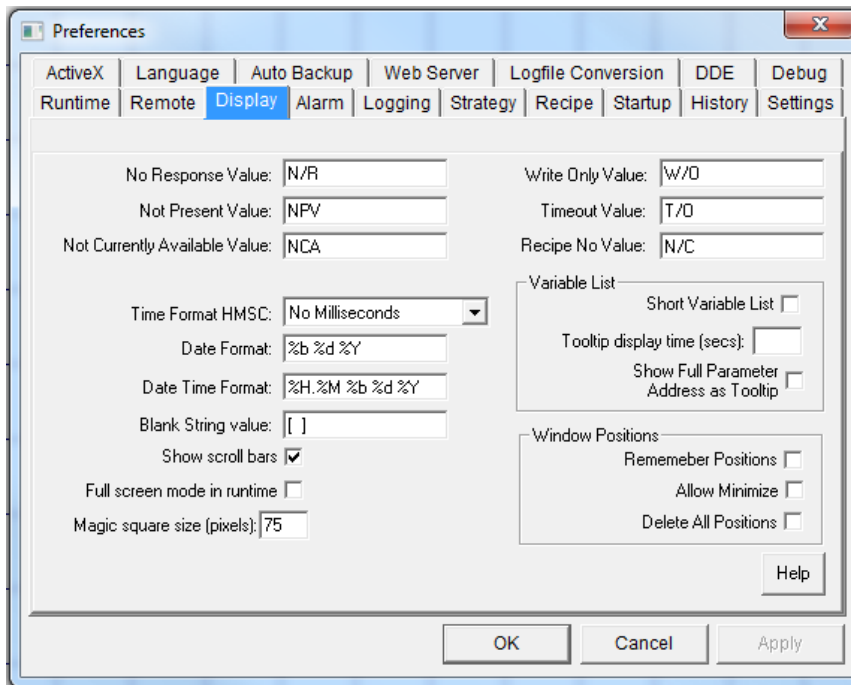 Preferences
ActiveX Language Auto Backup Web Server Logfile Conversion DDE Debug
Runtime Remote Display Alarm Logging Strategy Recipe Startup History Settings
No Response Value: N/R
Not Present Value: NPV
Not Currently Available Value: NCA
Time Format HMSC: No Milliseconds
Date Format: %b %d %Y
Date Time Format: %H.%M %b %d %Y
Blank String value: [ ]
Show scroll bars
Full screen mode in runtime
Magic square size (pixels): 75
Write Only Value: W/O
Timeout Value: T/O
Recipe No Value: N/C
Variable List
Short Variable List
Tooltip display time (secs):
Show Full Parameter
Address as Tooltip
Window Positions
Rememeber Positions
Allow Minimize
Delete All Positions
Help
OK Cancel Apply